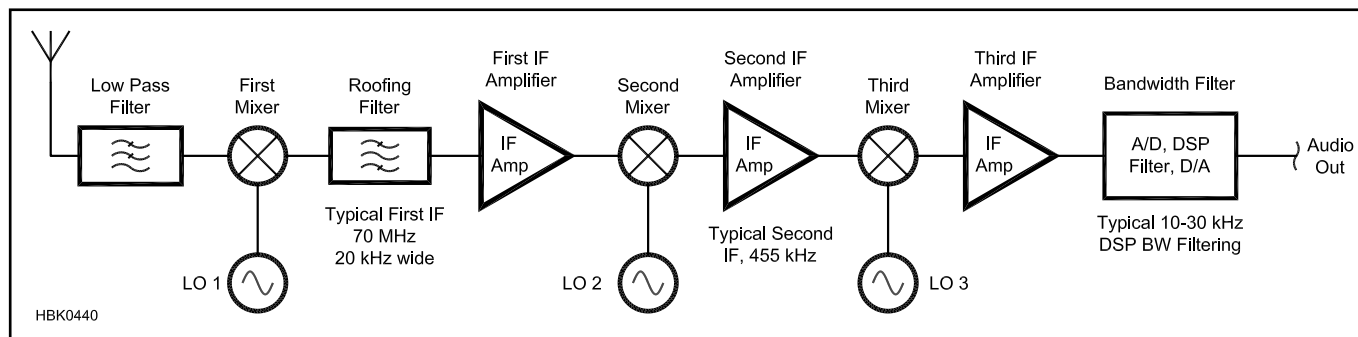 Low Pass
Filter
First
Mixer
Roofing
Filter
First IF
Amplifier
Second
Mixer
Second IF
Amplifier
Third
Mixer
Third IF
Amplifier
Bandwidth Filter
IF
Amp
IF
Amp
IF
Amp
A/D, DSP
Filter, D/A
Audio
Out
Typical First IF
70 MHz
20 kHz wide
Typical Second
IF, 455 kHz
Typical 10-30 kHz
DSP BW Filtering
LO 1
LO 2
LO 3
HBK0440